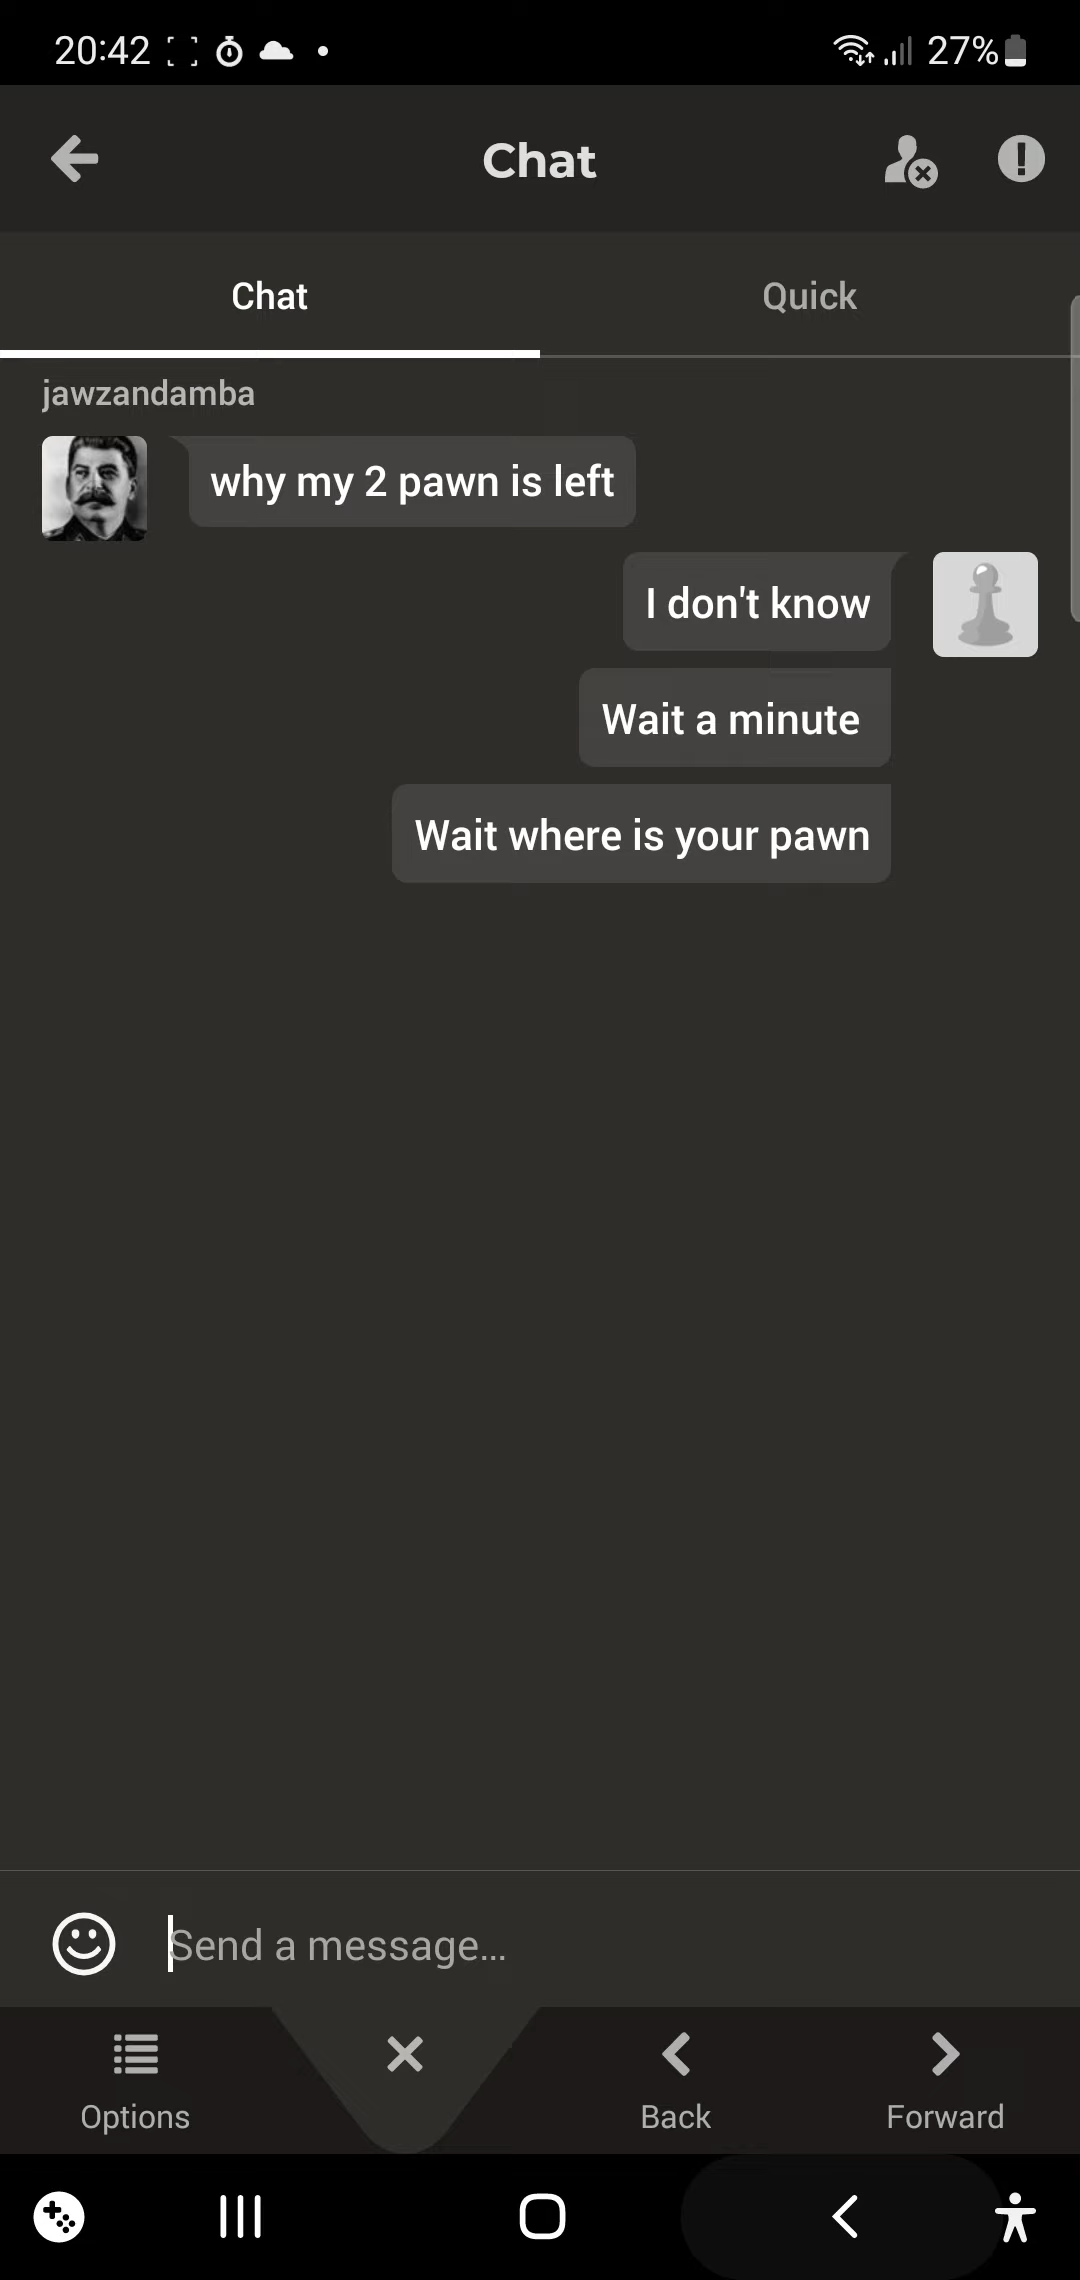 20:42
27%
Chat
Chat
Quick
jawzandamba
why my 2 pawn is left
I don't know
Wait a minute
Wait where is your pawn
Send a message...
Options
Back
Forward